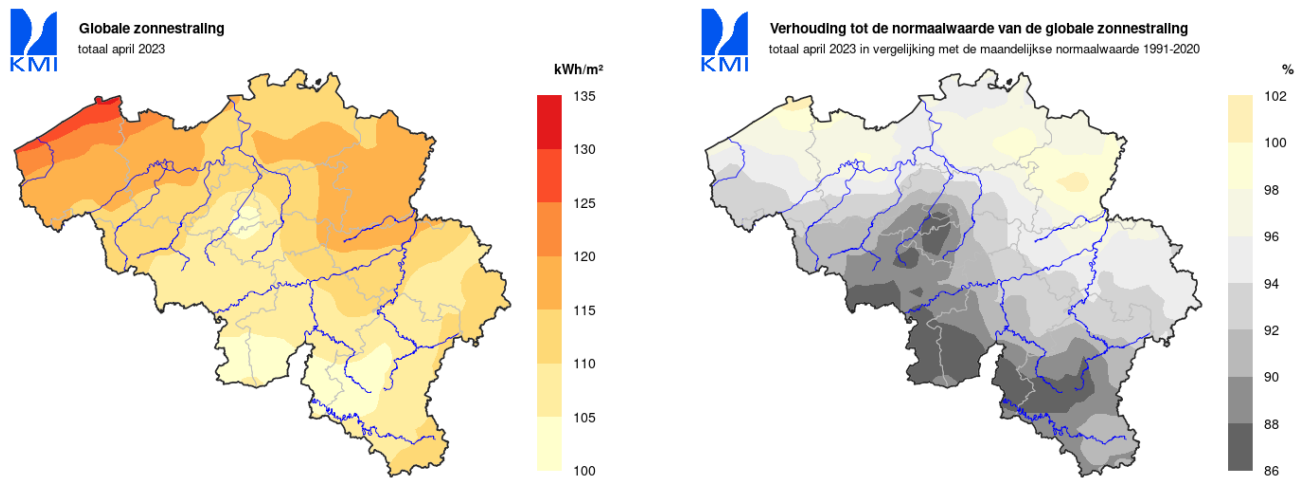 KMI
Globale zonnestraling
totaal april 2023
kWh/m²
135
130
125
120
115
110
105
100
KMI
Verhouding tot de normaalwaarde van de globale zonnestraling
totaal april 2023 in vergelijking met de maandelijkse normaalwaarde 1991-2020
%
102
100
98
96
94
92
90
88
86